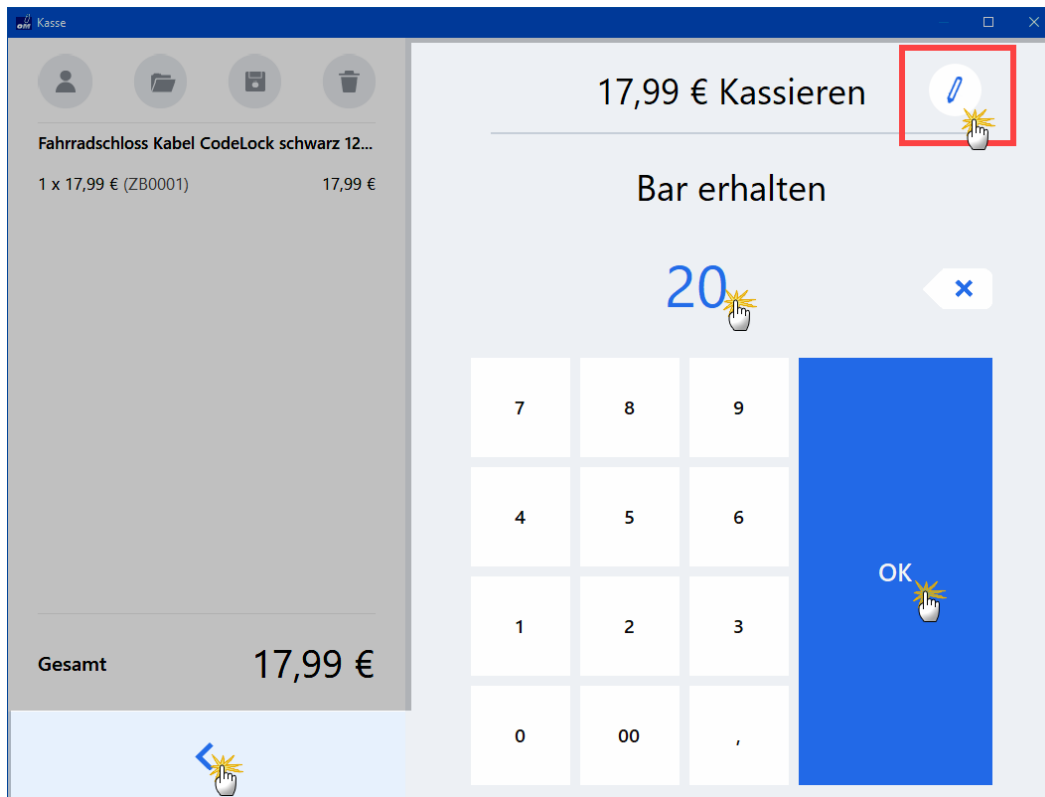 Kasse
Fahrradschloss Kabel CodeLock schwarz 12...
1 x 17,99 € (ZB0001) 17,99 €
Gesamt 17,99 €
17,99 € Kassieren
Bar erhalten
20
7 8 9
4 5 6
OK
1 2 3
0 00 ,